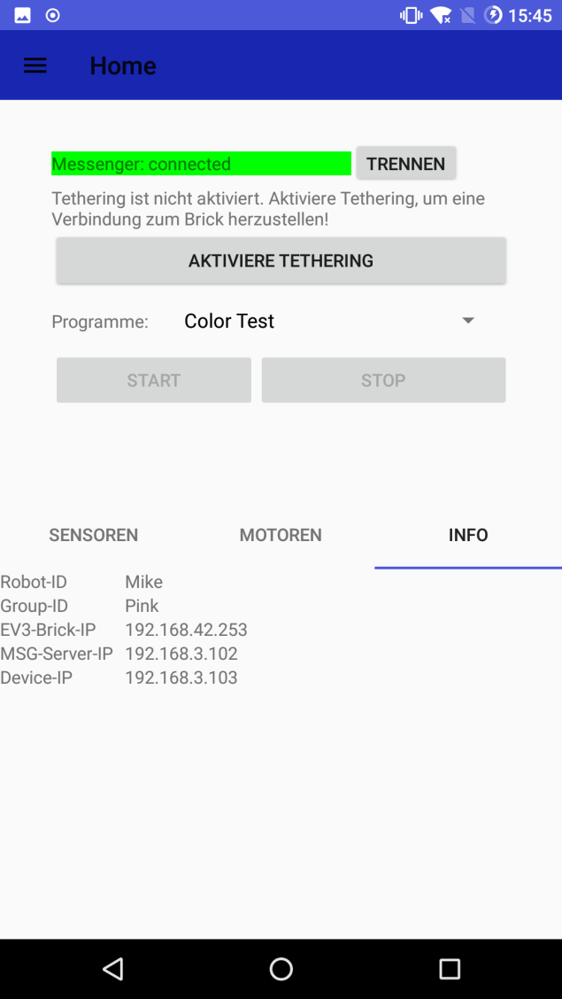 15:45
Home
Messenger: connected TRENNEN
Tethering ist nicht aktiviert. Aktiviere Tethering, um eine
Verbindung zum Brick herzustellen!
AKTIVIERE TETHERING
Programme: Color Test
START STOP
SENSOREN MOTOREN INFO
Robot-ID Mike
Group-ID Pink
EV3-Brick-IP 192.168.42.253
MSG-Server-IP 192.168.3.102
Device-IP 192.168.3.103